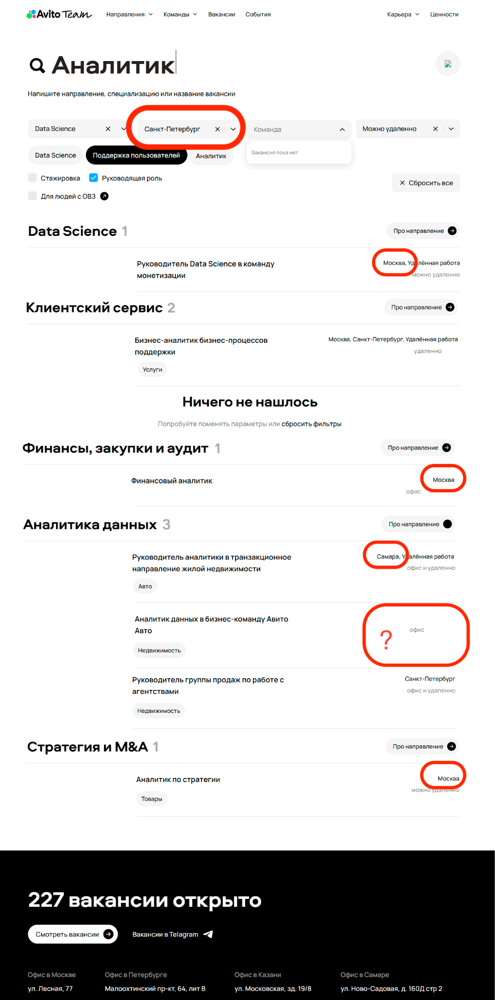 Avito Team Направления Команды Вакансии События Карьера Ценности
Аналитик
Напишите направление, специализацию или название вакансии
Data Science Санкт-Петербург Команда Можно удаленно
Вакансий пока нет
Data Science Поддержка пользователей Аналитик
Стажировка Руководящая роль
Сбросить все
Для людей с ОВЗ
Data Science 1 Про направление
Руководитель Data Science в команду
монетизации
Москва, Удалённая работа
можно удаленно
Клиентский сервис 2 Про направление
Бизнес-аналитик бизнес-процессов
поддержки
Москва, Санкт-Петербург, Удалённая работа
удаленно
Услуги
Ничего не нашлось
Попробуйте поменять параметры или сбросить фильтры
Финансы, закупки и аудит 1 Про направление
Финансовый аналитик
Москва
офис
Аналитика данных 3 Про направление
Руководитель аналитики в транзакционное
направление жилой недвижимости
Самара, Удалённая работа
офис и удаленно
Авто
Аналитик данных в бизнес-команду Авито
Авто
офис
?
Недвижимость
Руководитель группы продаж по работе с
агентствами
Санкт-Петербург
офис и удаленно
Недвижимость
Стратегия и M&A 1 Про направление
Аналитик по стратегии
Москва
можно удаленно
Товары
227 вакансии открыто
Смотреть вакансии Вакансии в Telagram
Офис в Москве Офис в Петербурге Офис в Казани Офис в Самаре
ул. Лесная, 77 Малоохтинский пр-кт, 64, лит В ул. Московская, зд. 19/8 ул. Ново-Садовая, д. 160Д стр 2